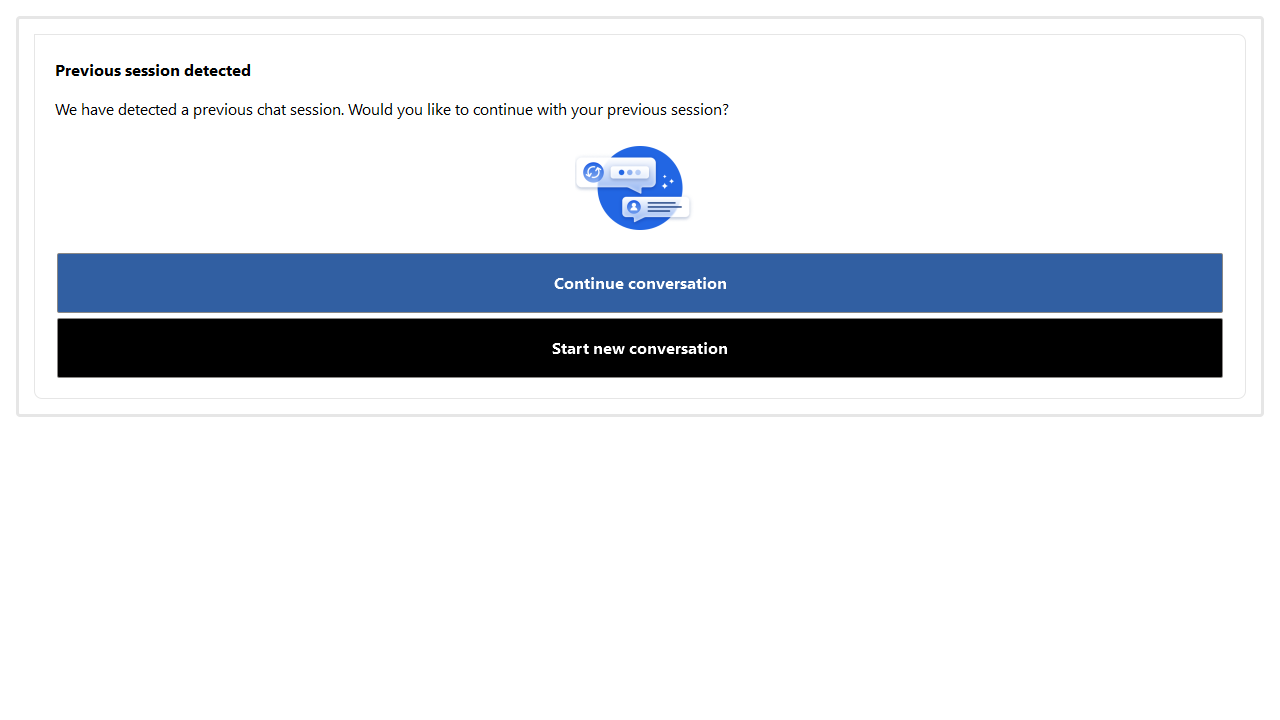 Previous session detected
We have detected a previous chat session. Would you like to continue with your previous session?
Continue conversation
Start new conversation